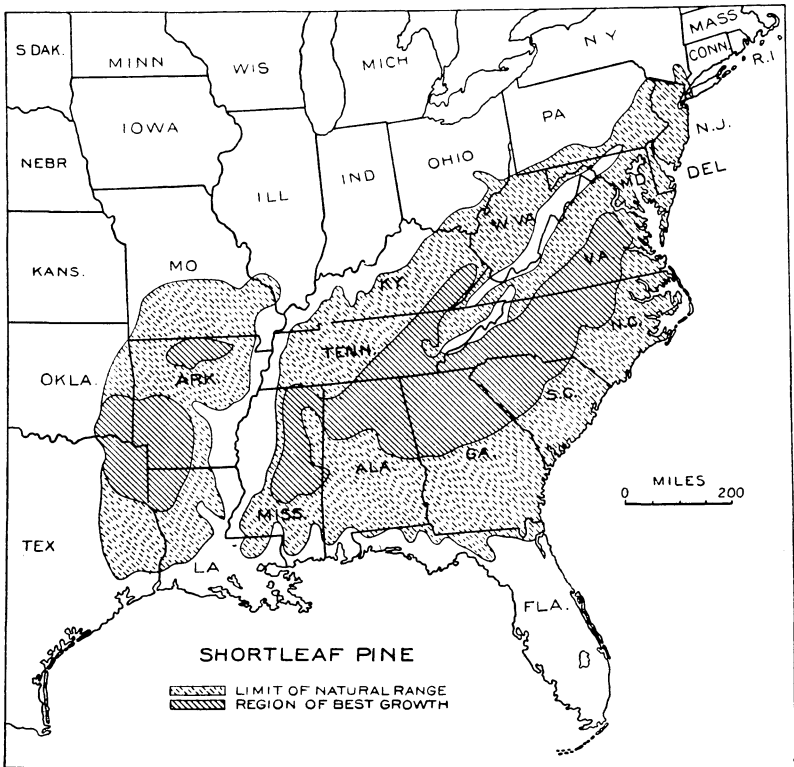 MASS.
N Y
S DAK.
MINN
WIS
MICH
CONN.
R.I
IOWA
PA
N.J.
NEBR
OHIO
IND
ILL
MD.
DEL
W.VA.
KANS.
MO
KY.
VA.
N.C.
TENN.
OKLA.
ARK.
S.C.
ALA.
GA.
MILES
0 200
MISS.
TEX
LA
FLA.
SHORTLEAF PINE
LIMIT OF NATURAL RANGE
REGION OF BEST GROWTH